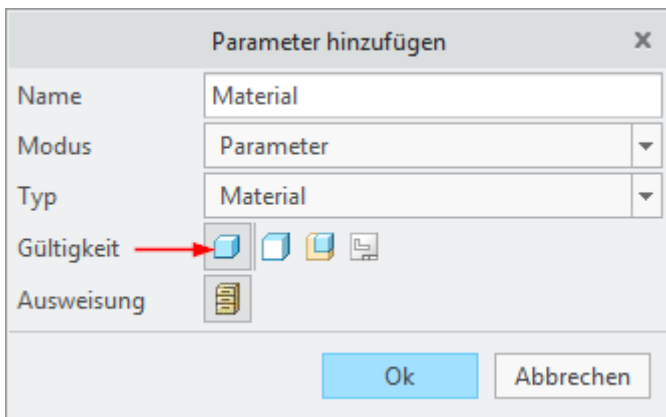 Parameter hinzufügen
Name Material
Modus Parameter
Typ Material
Gültigkeit
Ausweisung
Ok Abbrechen